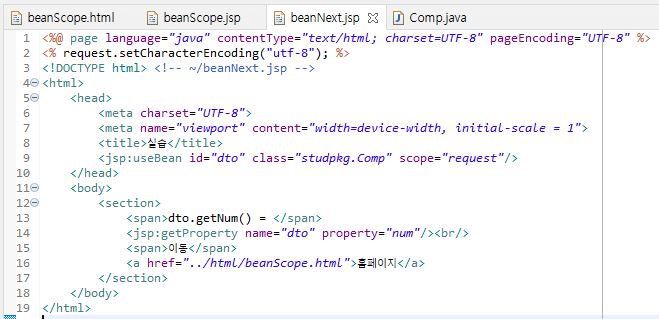 beanScope.html beanScope.jsp beanNext.jsp Comp.java
1 <%@ page language="java" contentType="text/html; charset=UTF-8" pageEncoding="UTF-8" %>
2 <% request.setCharacterEncoding("utf-8"); %>
3 <!DOCTYPE html> <!-- ~/beanNext.jsp -->
4 <html>
5 <head>
6 <meta charset="UTF-8">
7 <meta name="viewport" content="width=device-width, initial-scale = 1">
8 <title>실습</title>
9 <jsp:useBean id="dto" class="studpkg.Comp" scope="request"/>
10 </head>
11 <body>
12 <section>
13 <span>dto.getNum() = </span>
14 <jsp:getProperty name="dto" property="num"/><br/>
15 <span>이동</span>
16 <a href="../html/beanScope.html">홈페이지</a>
17 </section>
18 </body>
19 </html>